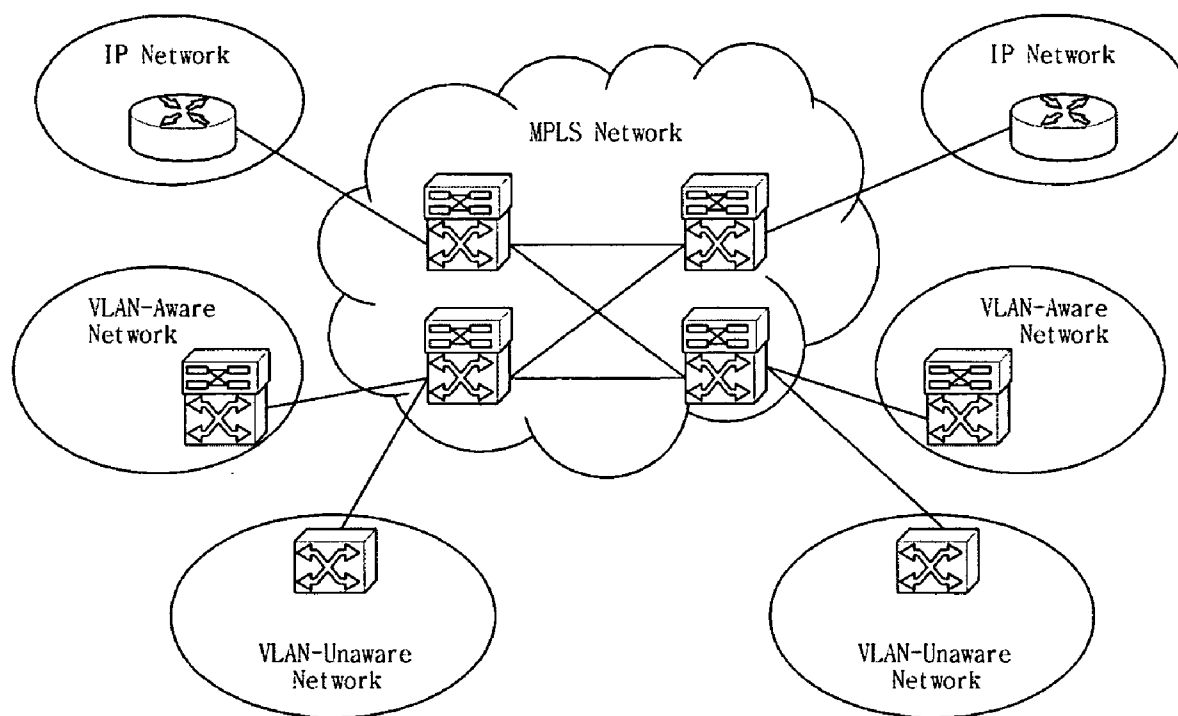 IP Network
IP Network
MPLS Network
VLAN-Aware
Network
VLAN-Aware
Network
VLAN-Unaware
Network
VLAN-Unaware
Network